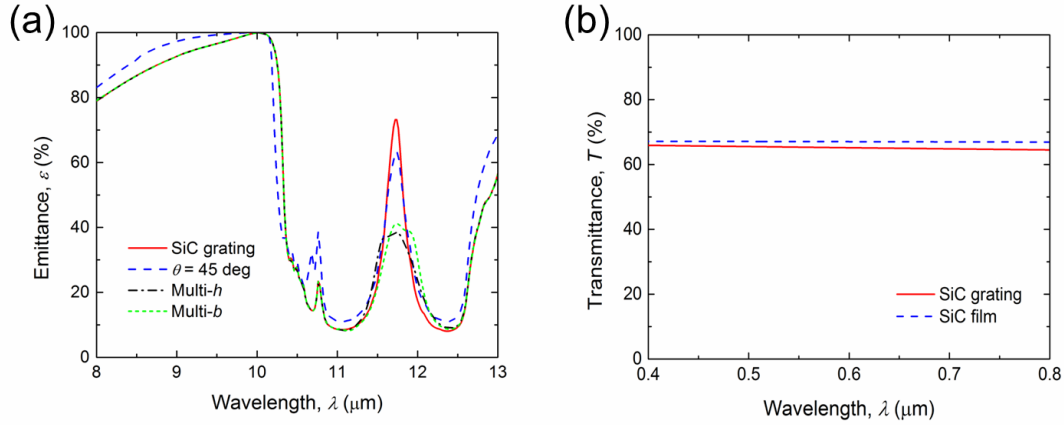 (a)
100
80
60
40
20
0
Emittance, ε (%)
SiC grating
θ = 45 deg
Multi-h
Multi-b
8 9 10 11 12 13
Wavelength, λ (μm)
(b)
100
80
60
40
20
0
Transmittance, T (%)
SiC grating
SiC film
0.4 0.5 0.6 0.7 0.8
Wavelength, λ (μm)